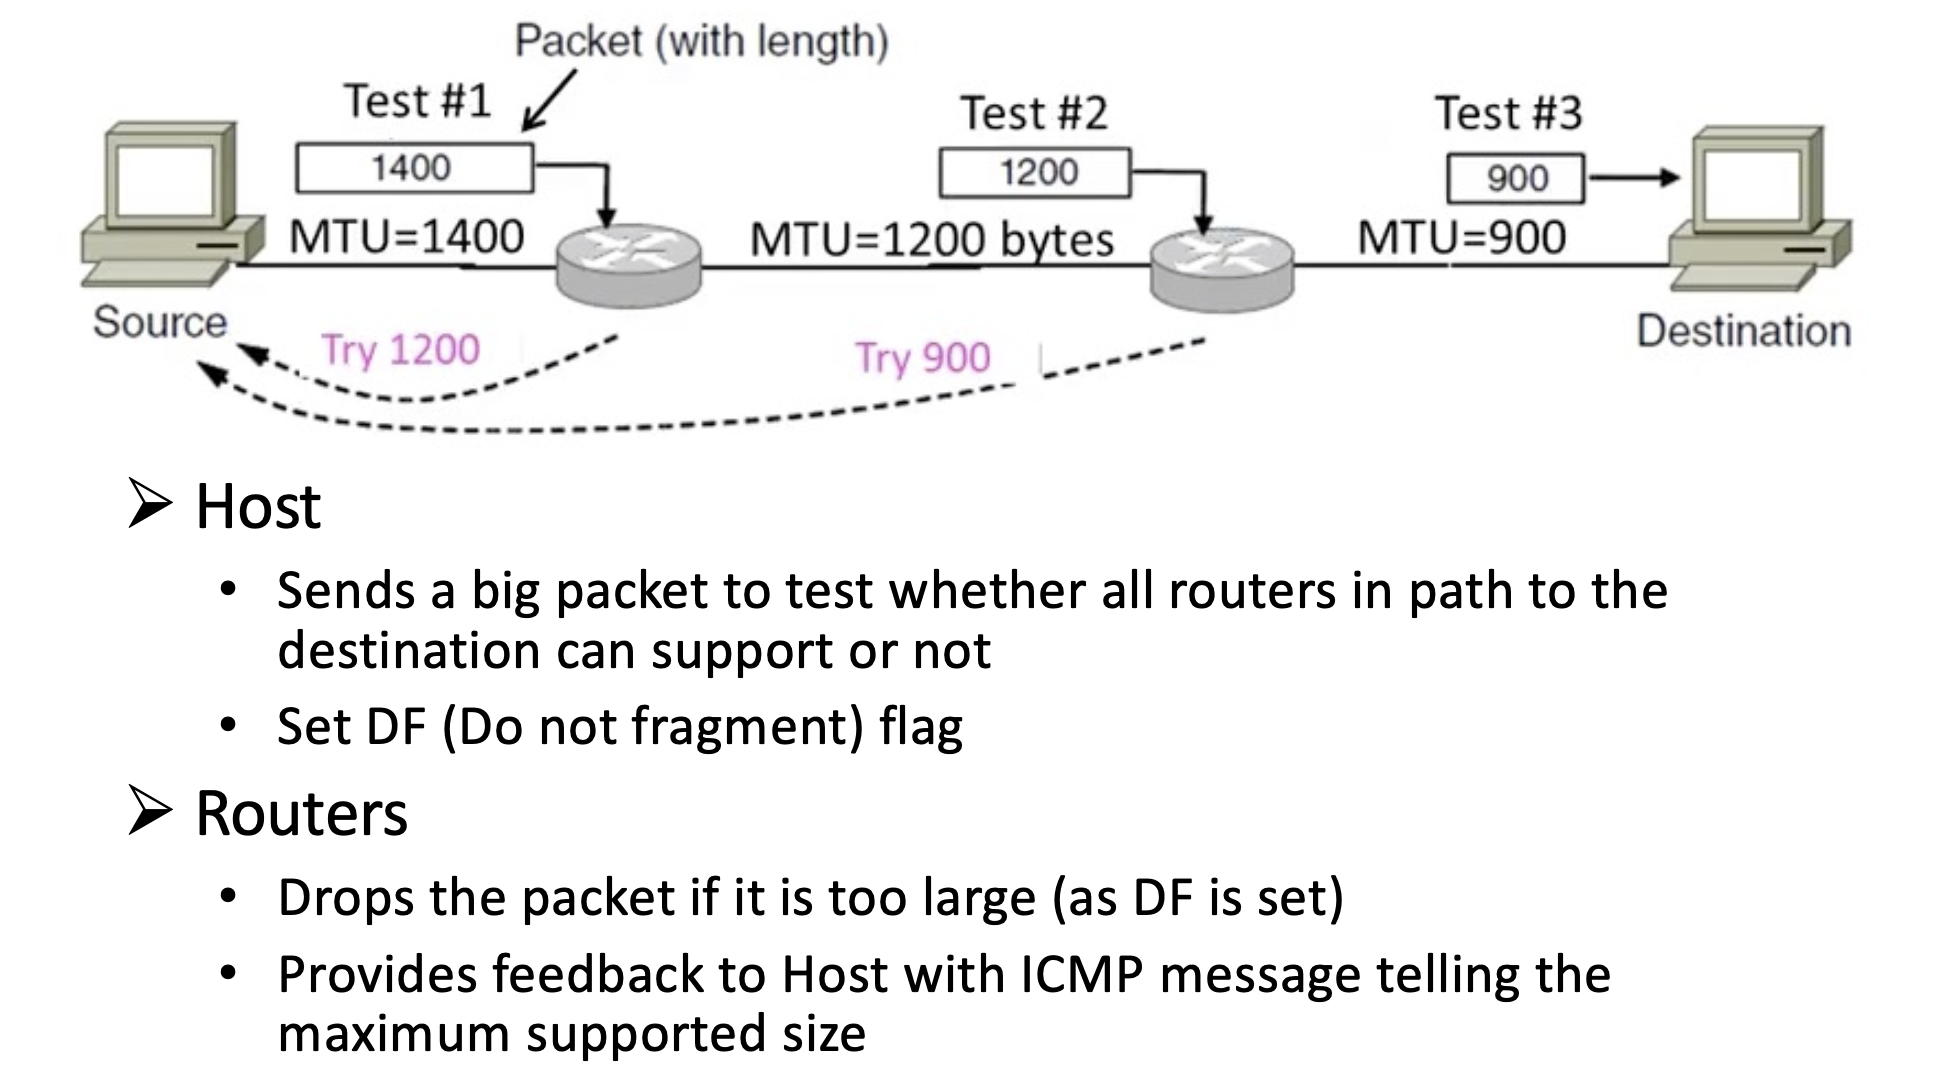 Packet (with length)
Test #1
Test #2
Test #3
1400
1200
900
MTU=1400
MTU=1200 bytes
MTU=900
Source
Try 1200
Try 900
Destination
Host
Sends a big packet to test whether all routers in path to the
destination can support or not
Set DF (Do not fragment) flag
Routers
Drops the packet if it is too large (as DF is set)
Provides feedback to Host with ICMP message telling the
maximum supported size